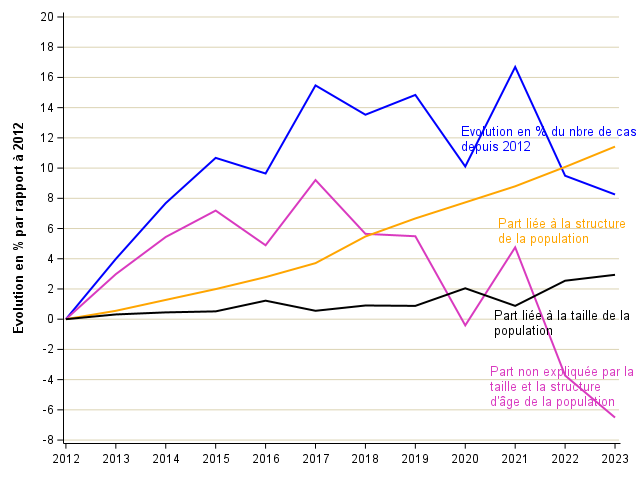 20
18
16
14
12
10
8
6
4
2
0
-2
-4
-6
-8
Evolution en % par rapport à 2012
Evolution en % du nbre de cas
depuis 2012
Part liée à la structure
de la population
Part liée à la taille de la
population
Part non expliquée par la
taille et la structure
d'âge de la population
2012 2013 2014 2015 2016 2017 2018 2019 2020 2021 2022 2023